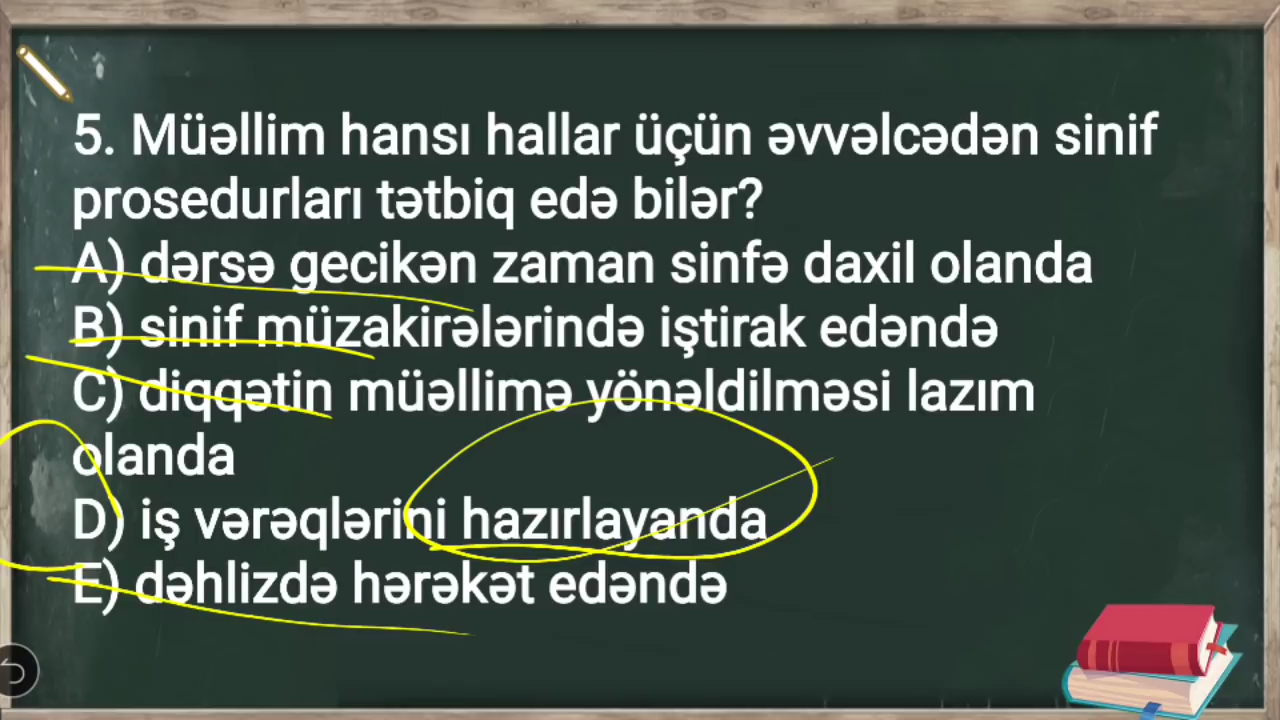 5. Müəllim hansı hallar üçün əvvəlcədən sinif
prosedurları tətbiq edə bilər?
A) dərsə gecikən zaman sinfə daxil olanda
B) sinif müzakirələrində iştirak edəndə
C) diqqətin müəllimə yönəldilməsi lazım
olanda
D) iş vərəqlərini hazırlayanda
E) dəhlizdə hərəkət edəndə